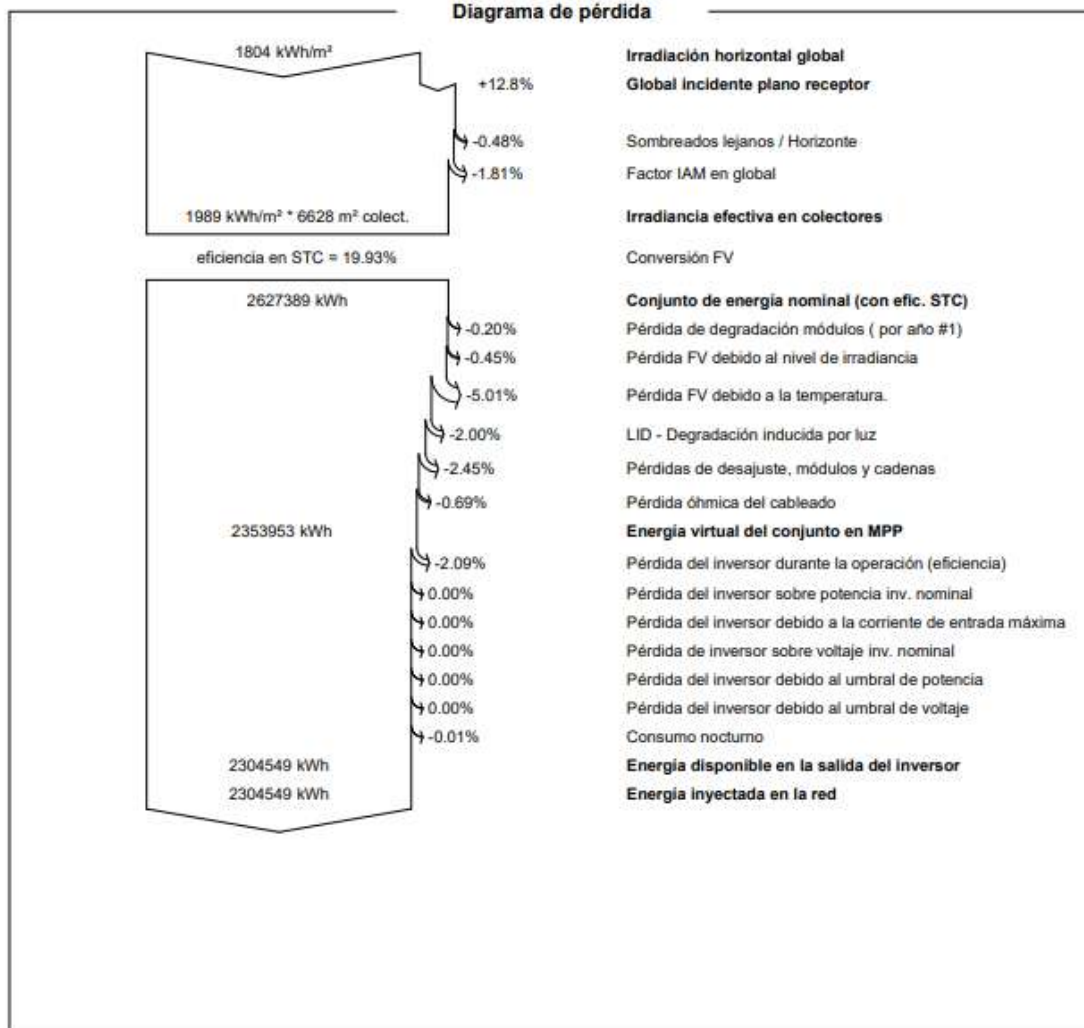 Diagrama de pérdida
1804 kWh/m² Irradiación horizontal global
+12.8% Global incidente plano receptor
-0.48% Sombreados lejanos / Horizonte
-1.81% Factor IAM en global
1989 kWh/m² * 6628 m² colect. Irradiancia efectiva en colectores
eficiencia en STC = 19.93% Conversión FV
2627389 kWh Conjunto de energía nominal (con efic. STC)
-0.20% Pérdida de degradación módulos ( por año #1)
-0.45% Pérdida FV debido al nivel de irradiancia
-5.01% Pérdida FV debido a la temperatura.
-2.00% LID - Degradación inducida por luz
-2.45% Pérdidas de desajuste, módulos y cadenas
-0.69% Pérdida óhmica del cableado
2353953 kWh Energía virtual del conjunto en MPP
-2.09% Pérdida del inversor durante la operación (eficiencia)
0.00% Pérdida del inversor sobre potencia inv. nominal
0.00% Pérdida del inversor debido a la corriente de entrada máxima
0.00% Pérdida de inversor sobre voltaje inv. nominal
0.00% Pérdida del inversor debido al umbral de potencia
0.00% Pérdida del inversor debido al umbral de voltaje
-0.01% Consumo nocturno
2304549 kWh Energía disponible en la salida del inversor
2304549 kWh Energía inyectada en la red